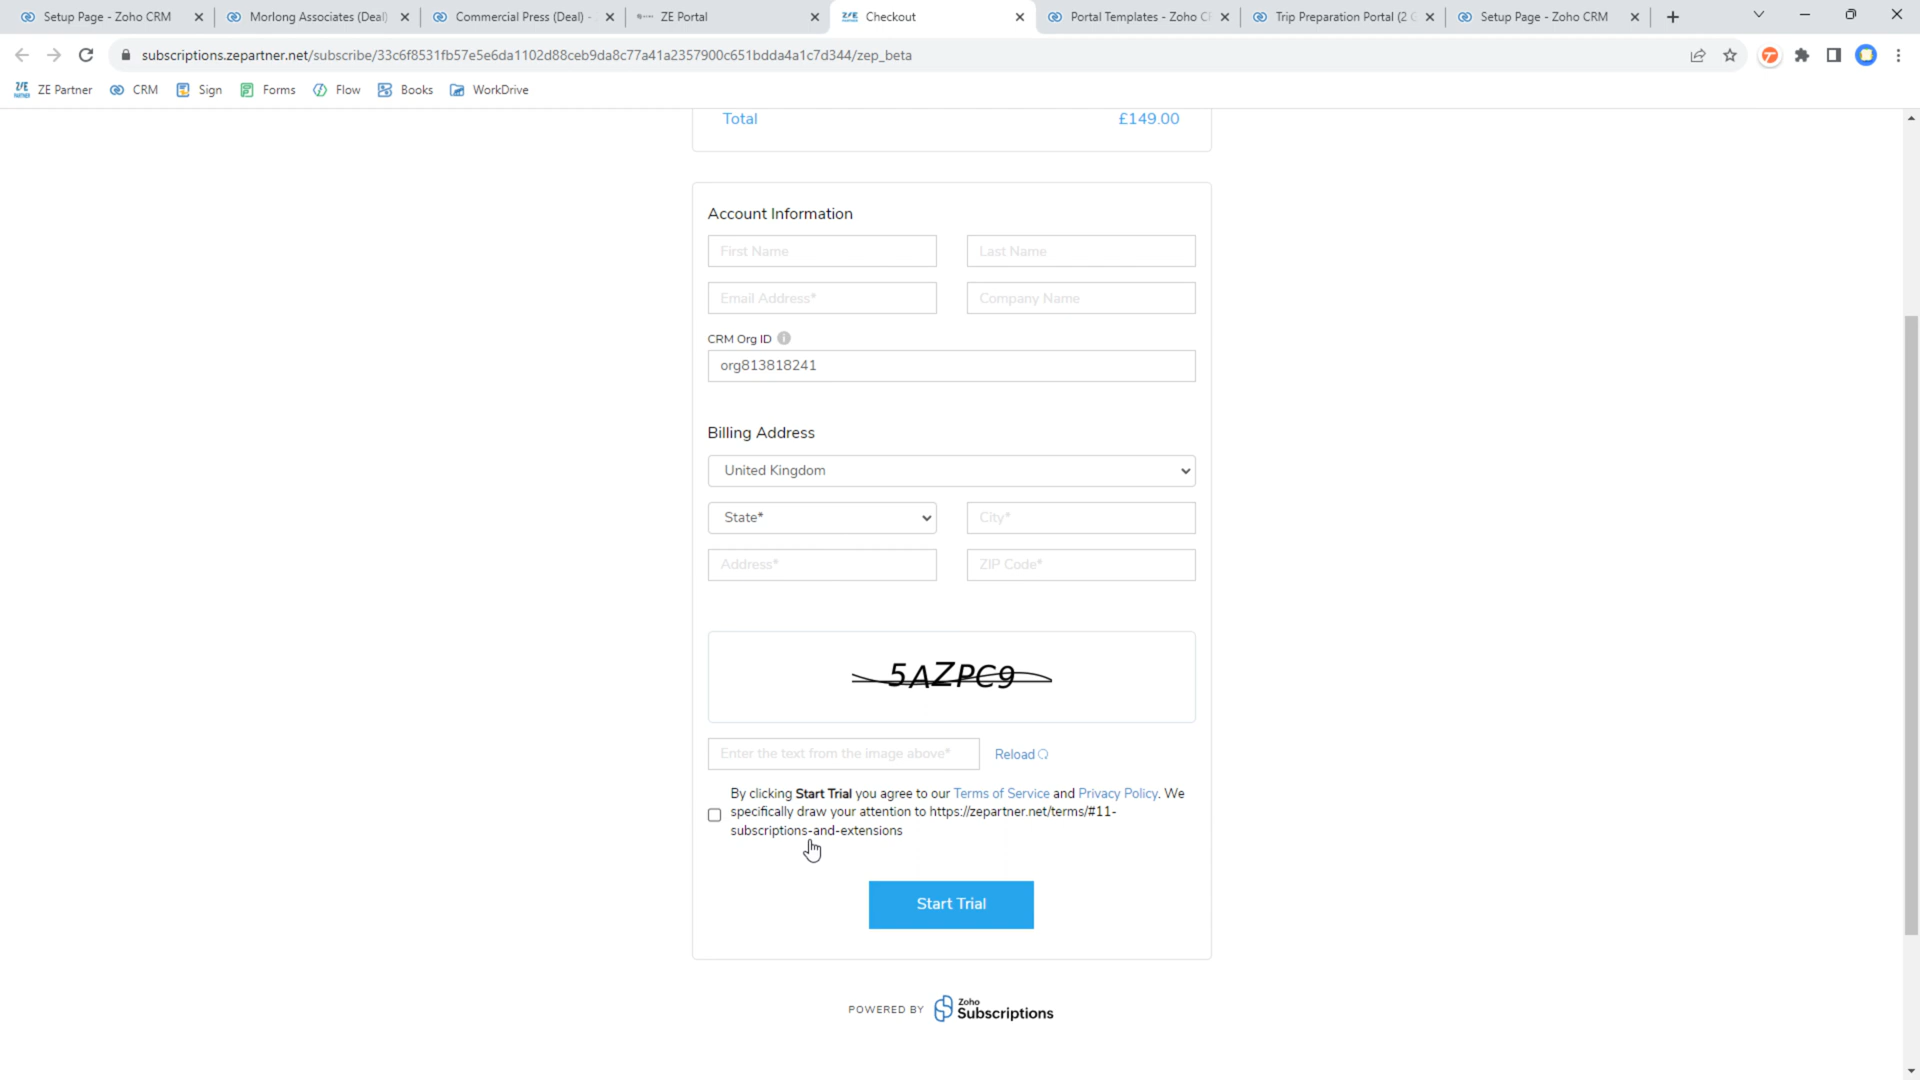 Setup Page - Zoho CRM
Morlong Associates (Deal)
Commercial Press (Deal) -
ZE Portal
Checkout
Portal Templates - Zoho C
Trip Preparation Portal (2
Setup Page - Zoho CRM
subscriptions.zepartner.net/subscribe/33c6f8531fb57e5e6da1102d88ceb9da8c77a41a2357900c651bdda4a1c7d344/zep_beta
ZE Partner
CRM
Sign
Forms
Flow
Books
WorkDrive
Total £149.00
Account Information
First Name
Last Name
Email Address*
Company Name
CRM Org ID
org813818241
Billing Address
United Kingdom
State*
City*
Address*
ZIP Code*
5AZPC9
Enter the text from the image above*
Reload
By clicking Start Trial you agree to our Terms of Service and Privacy Policy. We
specifically draw your attention to https://zepartner.net/terms/#11-
subscriptions-and-extensions
Start Trial
POWERED BY Zoho Subscriptions